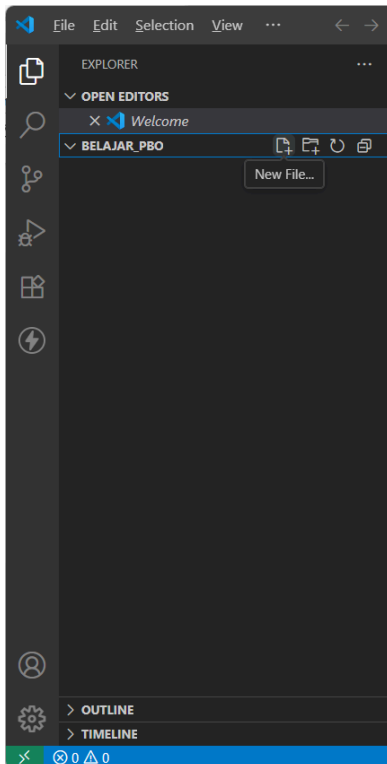 File Edit Selection View ...
EXPLORER ...
OPEN EDITORS
Welcome
BELAJAR_PBO
New File...
OUTLINE
TIMELINE
0 0